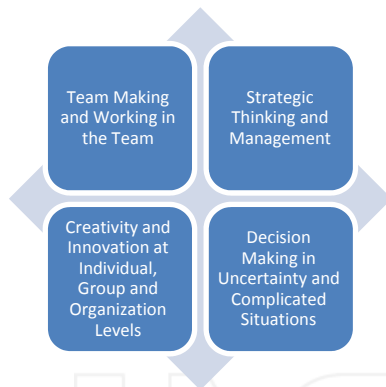 Team Making
and Working in
the Team
Strategic
Thinking and
Management
Creativity and
Innovation at
Individual,
Group and
Organization
Levels
Decision
Making in
Uncertainty and
Complicated
Situations